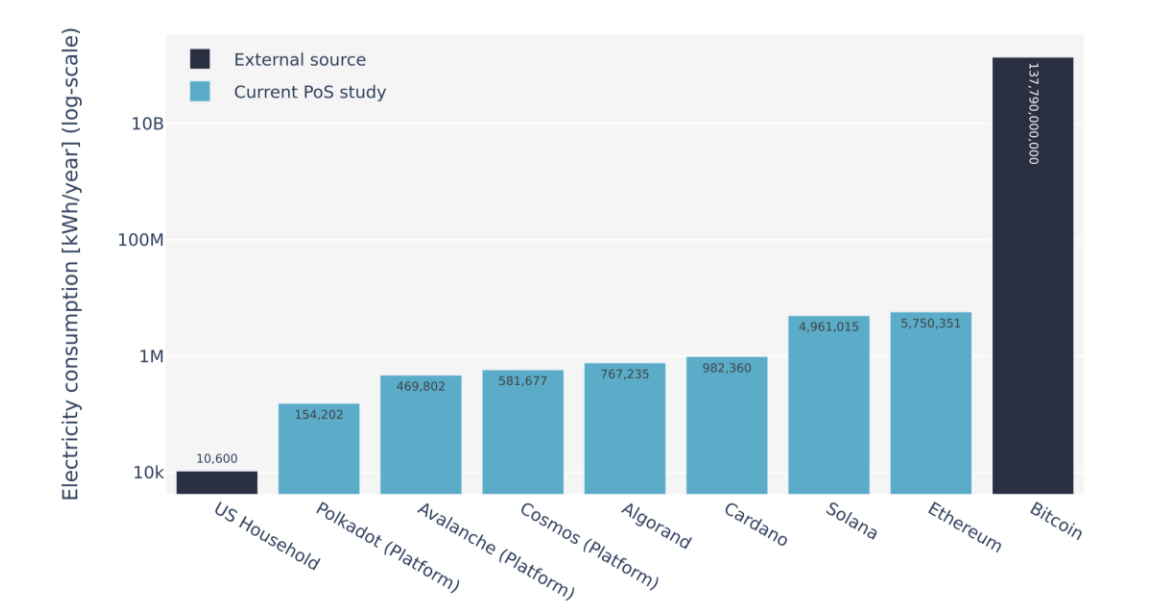 Electricity consumption [kWh/year] (log-scale)
External source
Current PoS study
10B
100M
1M
10k
10,600
154,202
469,802
581,677
767,235
982,360
4,961,015
5,750,351
137,790,000,000
US Household
Polkadot (Platform)
Avalanche (Platform)
Cosmos (Platform)
Algorand
Cardano
Solana
Ethereum
Bitcoin